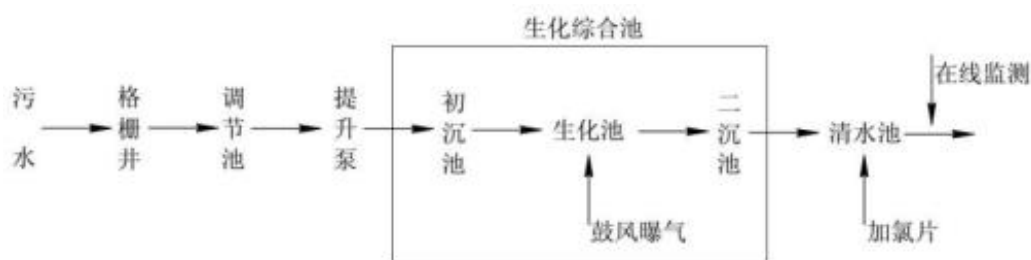 生化综合池
污水
格栅井
调节池
提升泵
初沉池
生化池
二沉池
清水池
在线监测
鼓风曝气
加氯片